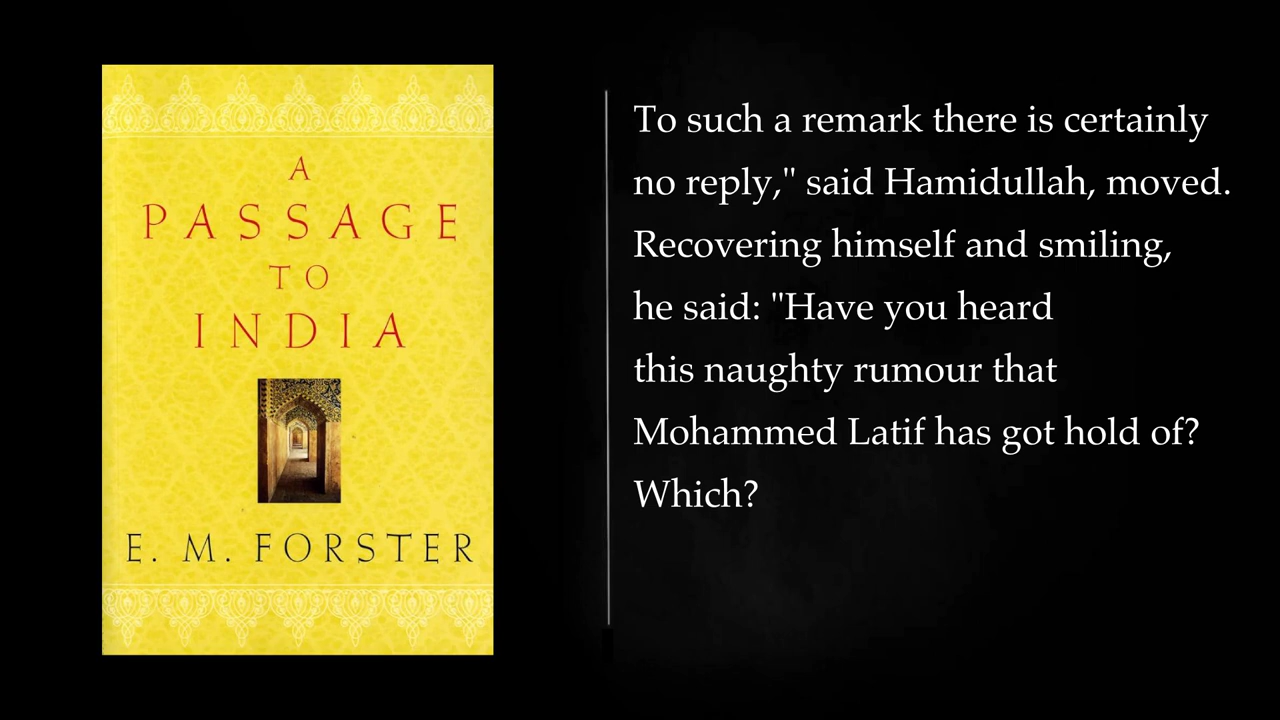 A
PASSAGE
TO
INDIA
E. M. FORSTER
To such a remark there is certainly
no reply," said Hamidullah, moved.
Recovering himself and smiling,
he said: "Have you heard
this naughty rumour that
Mohammed Latif has got hold of?
Which?